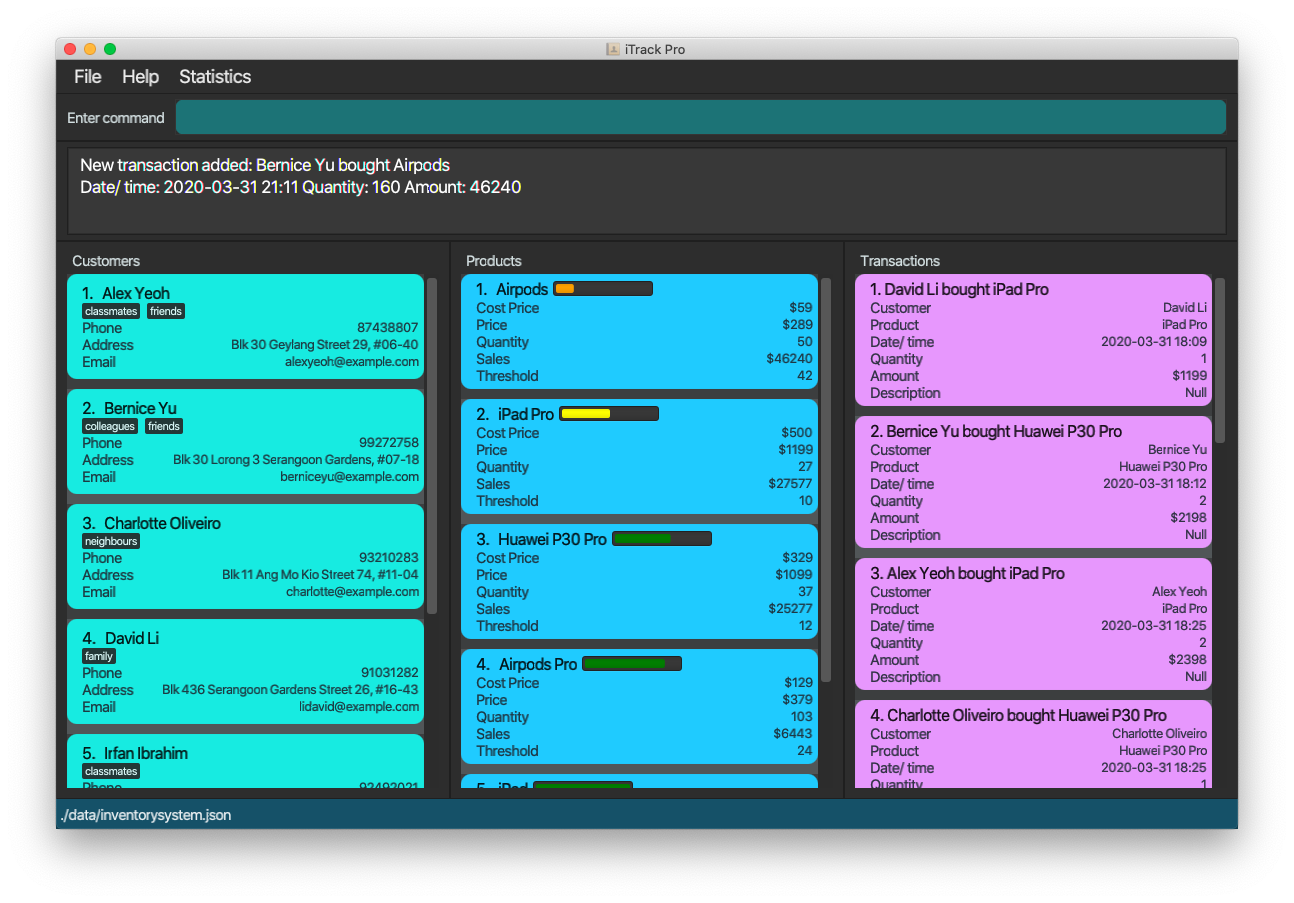 iTrack Pro
File Help Statistics
Enter command
New transaction added: Bernice Yu bought Airpods
Date/ time: 2020-03-31 21:11 Quantity: 160 Amount: 46240
Customers
1. Alex Yeoh
classmates friends
Phone 87438807
Address Blk 30 Geylang Street 29, #06-40
Email alexyeoh@example.com
2. Bernice Yu
colleagues friends
Phone 99272758
Address Blk 30 Lorong 3 Serangoon Gardens, #07-18
Email berniceyu@example.com
3. Charlotte Oliveiro
neighbours
Phone 93210283
Address Blk 11 Ang Mo Kio Street 74, #11-04
Email charlotte@example.com
4. David Li
family
Phone 91031282
Address Blk 436 Serangoon Gardens Street 26, #16-43
Email lidavid@example.com
5. Irfan Ibrahim
classmates
Phone 92492021
Products
1. Airpods
Cost Price $59
Price $289
Quantity 50
Sales $46240
Threshold 42
2. iPad Pro
Cost Price $500
Price $1199
Quantity 27
Sales $27577
Threshold 10
3. Huawei P30 Pro
Cost Price $329
Price $1099
Quantity 37
Sales $25277
Threshold 12
4. Airpods Pro
Cost Price $129
Price $379
Quantity 103
Sales $6443
Threshold 24
5. iPad
Transactions
1. David Li bought iPad Pro
Customer David Li
Product iPad Pro
Date/ time 2020-03-31 18:09
Quantity 1
Amount $1199
Description Null
2. Bernice Yu bought Huawei P30 Pro
Customer Bernice Yu
Product Huawei P30 Pro
Date/ time 2020-03-31 18:12
Quantity 2
Amount $2198
Description Null
3. Alex Yeoh bought iPad Pro
Customer Alex Yeoh
Product iPad Pro
Date/ time 2020-03-31 18:25
Quantity 2
Amount $2398
Description Null
4. Charlotte Oliveiro bought Huawei P30 Pro
Customer Charlotte Oliveiro
Product Huawei P30 Pro
Date/ time 2020-03-31 18:25
Quantity 1
./data/inventorysystem.json